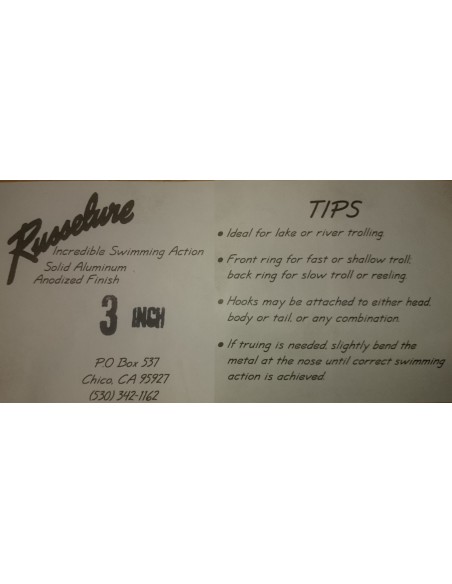 Russelure
Incredible Swimming Action
Solid Aluminum
Anodized Finish
3 INCH
P.O Box 537
Chico, CA 95927
(530) 342-1162
TIPS
• Ideal for lake or river trolling.
• Front ring for fast or shallow troll;
back ring for slow troll or reeling.
• Hooks may be attached to either head,
body or tail, or any combination.
• If truing is needed, slightly bend the
metal at the nose until correct swimming
action is achieved.